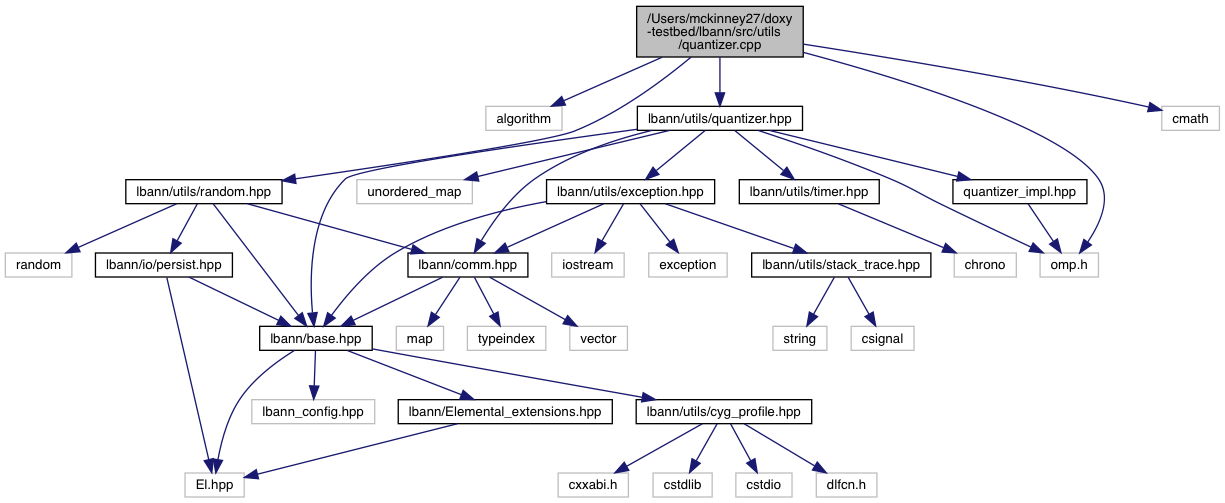 /Users/mckinney27/doxy
-testbed/lbann/src/utils
/quantizer.cpp
algorithm
lbann/utils/quantizer.hpp
cmath
lbann/utils/random.hpp
unordered_map
lbann/utils/exception.hpp
lbann/utils/timer.hpp
quantizer_impl.hpp
random
lbann/io/persist.hpp
lbann/comm.hpp
iostream
exception
lbann/utils/stack_trace.hpp
chrono
omp.h
lbann/base.hpp
map
typeindex
vector
string
csignal
lbann_config.hpp
lbann/Elemental_extensions.hpp
lbann/utils/cyg_profile.hpp
El.hpp
cxxabi.h
cstdlib
cstdio
dlfcn.h